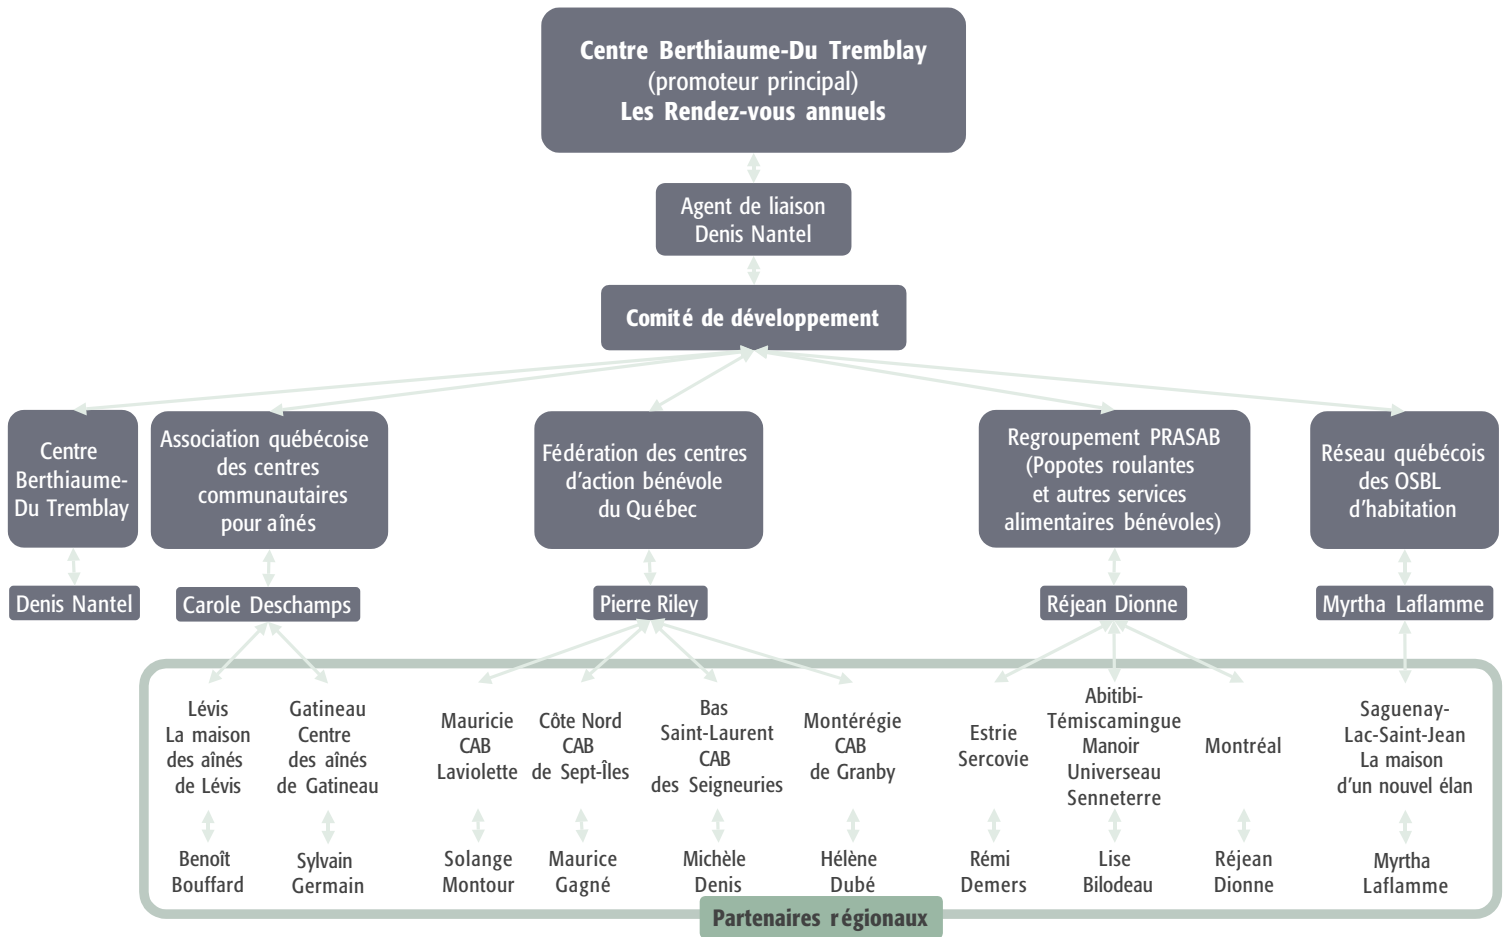 Centre Berthiaume-Du Tremblay
(promoteur principal)
Les Rendez-vous annuels
Agent de liaison
Denis Nantel
Comité de développement
Centre
Berthiaume-
Du Tremblay
Association québécoise
des centres
communautaires
pour aînés
Fédération des centres
d'action bénévole
du Québec
Regroupement PRASAB
(Popotes roulantes
et autres services
alimentaires bénévoles)
Réseau québécois
des OSBL
d'habitation
Denis Nantel
Carole Deschamps
Pierre Riley
Réjean Dionne
Myrtha Laflamme
Lévis
La maison
des aînés
de Lévis
Gatineau
Centre
des aînés
de Gatineau
Mauricie
CAB
Laviolette
Côte Nord
CAB
de Sept-Îles
Bas
Saint-Laurent
CAB
des Seigneuries
Montérégie
CAB
de Granby
Estrie
Sercovie
Abitibi-
Témiscamingue
Manoir
Universeau
Senneterre
Montréal
Saguenay-
Lac-Saint-Jean
La maison
d'un nouvel élan
Benoît
Bouffard
Sylvain
Germain
Solange
Montour
Maurice
Gagné
Michèle
Denis
Hélène
Dubé
Rémi
Demers
Lise
Bilodeau
Réjean
Dionne
Myrtha
Laflamme
Partenaires régionaux